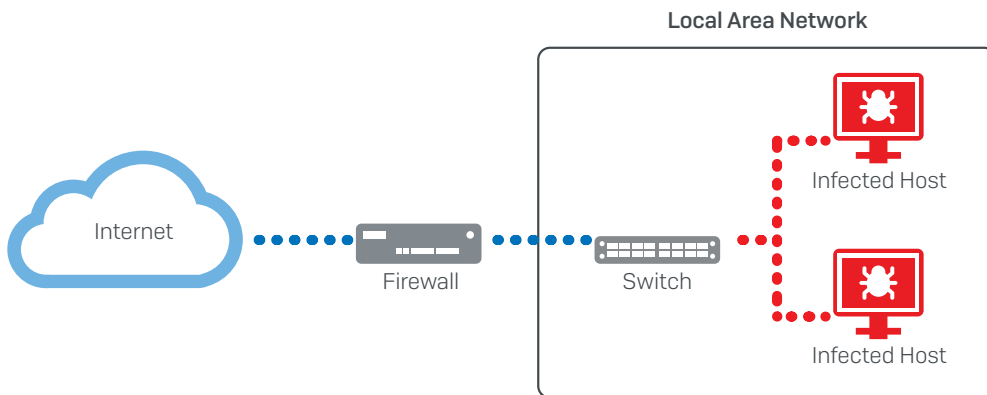 Local Area Network
Infected Host
Internet
Firewall
Switch
Infected Host